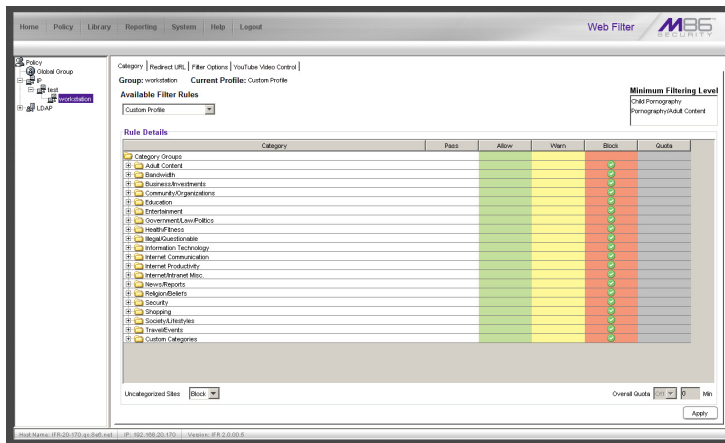 Home Policy Library Reporting System Help Logout
Web Filter
M86
SECURITY
Policy
Global Group
IP
test
workstation
LDAP
Category Redirect URL Filter Options YouTube Video Control
Group: workstation Current Profile: Custom Profile
Available Filter Rules
Custom Profile
Minimum Filtering Level
Child Pornography
Pornography/Adult Content
Rule Details
Category Pass Allow Warn Block Quota
Category Groups
Adult Content
Bandwidth
Business/Investments
Community/Organizations
Education
Entertainment
Government/Law/Politics
Health/Fitness
Illegal/Questionable
Information Technology
Internet Communication
Internet Productivity
Internet/Intranet Misc.
News/Reports
Religion/Beliefs
Security
Shopping
Society/Lifestyles
Travel/Events
Custom Categories
Uncategorized Sites Block
Overall Quota 0 Min
Apply
Host Name: IFR-20-170.qc.8e6.net IP: 192.168.20.170 Version: IFR 2.0.00.6